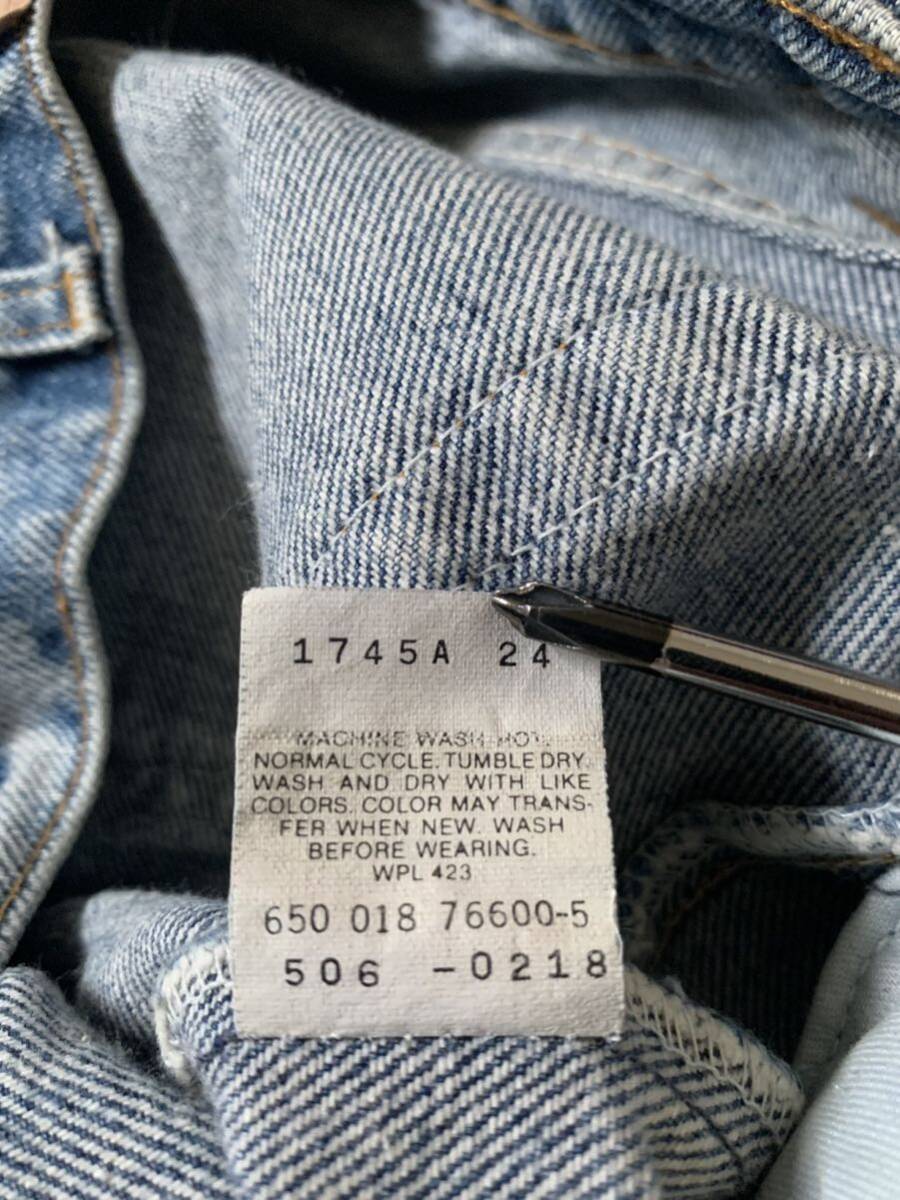 1745A 24
MACHINE WASH HOT.
NORMAL CYCLE. TUMBLE DRY.
WASH AND DRY WITH LIKE
COLORS. COLOR MAY TRANS-
FER WHEN NEW. WASH
BEFORE WEARING.
WPL 423
650 018 76600-5
506 -0218